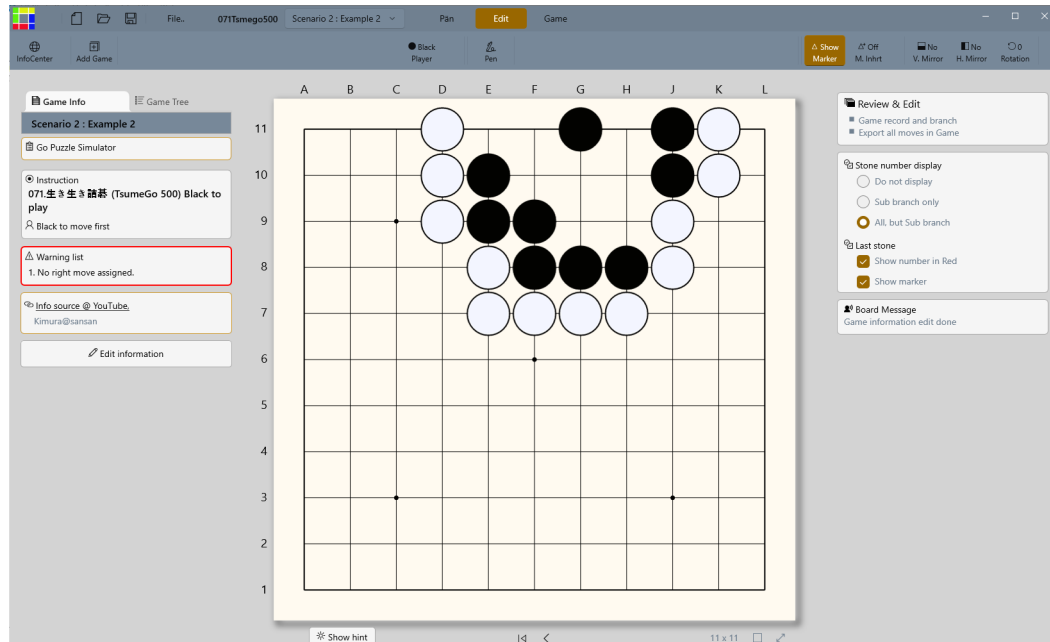 File..
071Tsmego500
Scenario 2 : Example 2
Pan
Edit
Game
InfoCenter
Add Game
Black
Player
Pen
Show
Marker
Off
M. Inhrt
No
V. Mirror
No
H. Mirror
0
Rotation
Game Info
Game Tree
Scenario 2 : Example 2
Go Puzzle Simulator
Instruction
071.生き生き詰碁 (TsumeGo 500) Black to
play
Black to move first
Warning list
1. No right move assigned.
Info source @ YouTube.
Kimura@sansan
Edit information
A B C D E F G H J K L
11
10
9
8
7
6
5
4
3
2
1
Show hint
11 x 11
Review & Edit
Game record and branch
Export all moves in Game
Stone number display
Do not display
Sub branch only
All, but Sub branch
Last stone
Show number in Red
Show marker
Board Message
Game information edit done